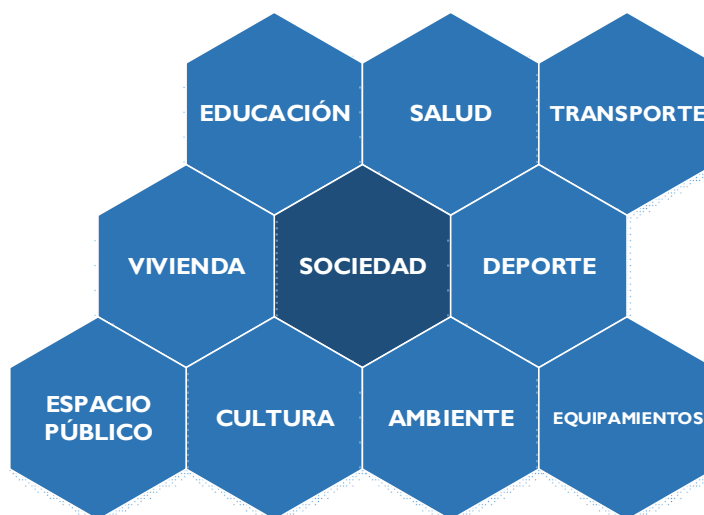 EDUCACIÓN
SALUD
TRANSPORTE
VIVIENDA
SOCIEDAD
DEPORTE
ESPACIO
PÚBLICO
CULTURA
AMBIENTE
EQUIPAMIENTOS